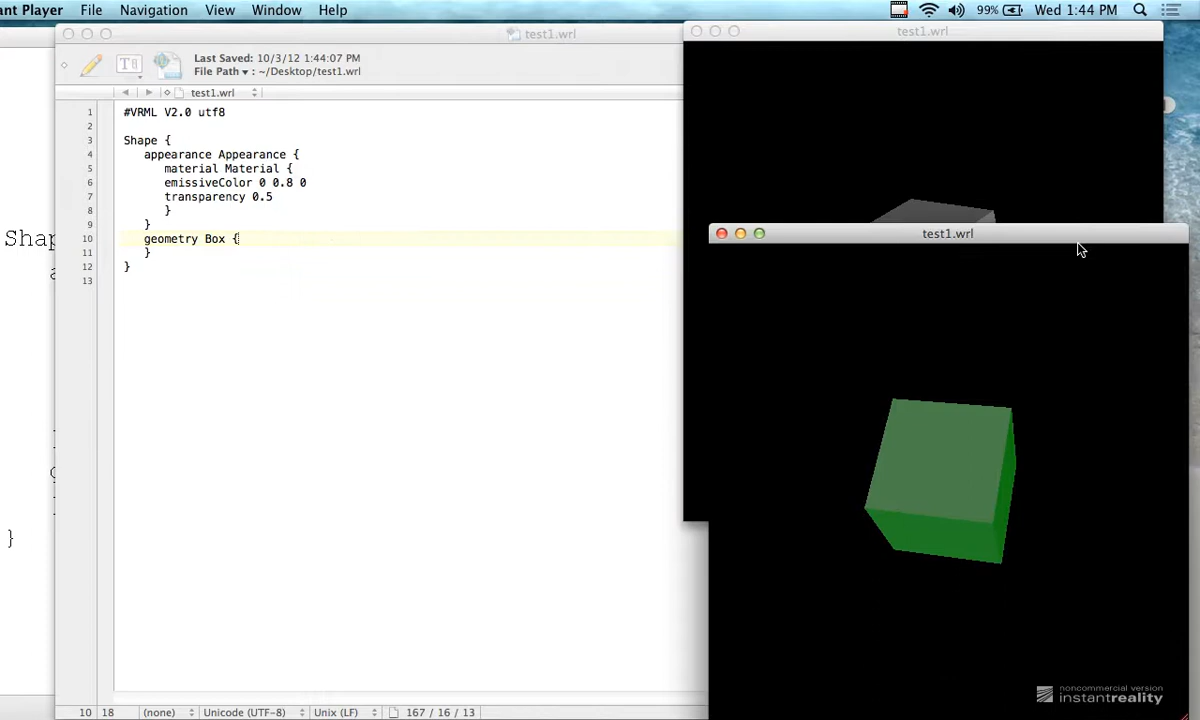 ant Player File Navigation View Window Help 99% Wed 1:44 PM
test1.wrl
test1.wrl
Last Saved: 10/3/12 1:44:07 PM
File Path ▾ : ~/Desktop/test1.wrl
test1.wrl
1 #VRML V2.0 utf8
2
3 Shape {
4 appearance Appearance {
5 material Material {
6 emissiveColor 0 0.8 0
7 transparency 0.5
8 }
9 }
10 geometry Box {
11 }
12 }
13
Shap
}
test1.wrl
noncommercial version
instantreality
10 18 (none) Unicode (UTF-8) Unix (LF) 167 / 16 / 13